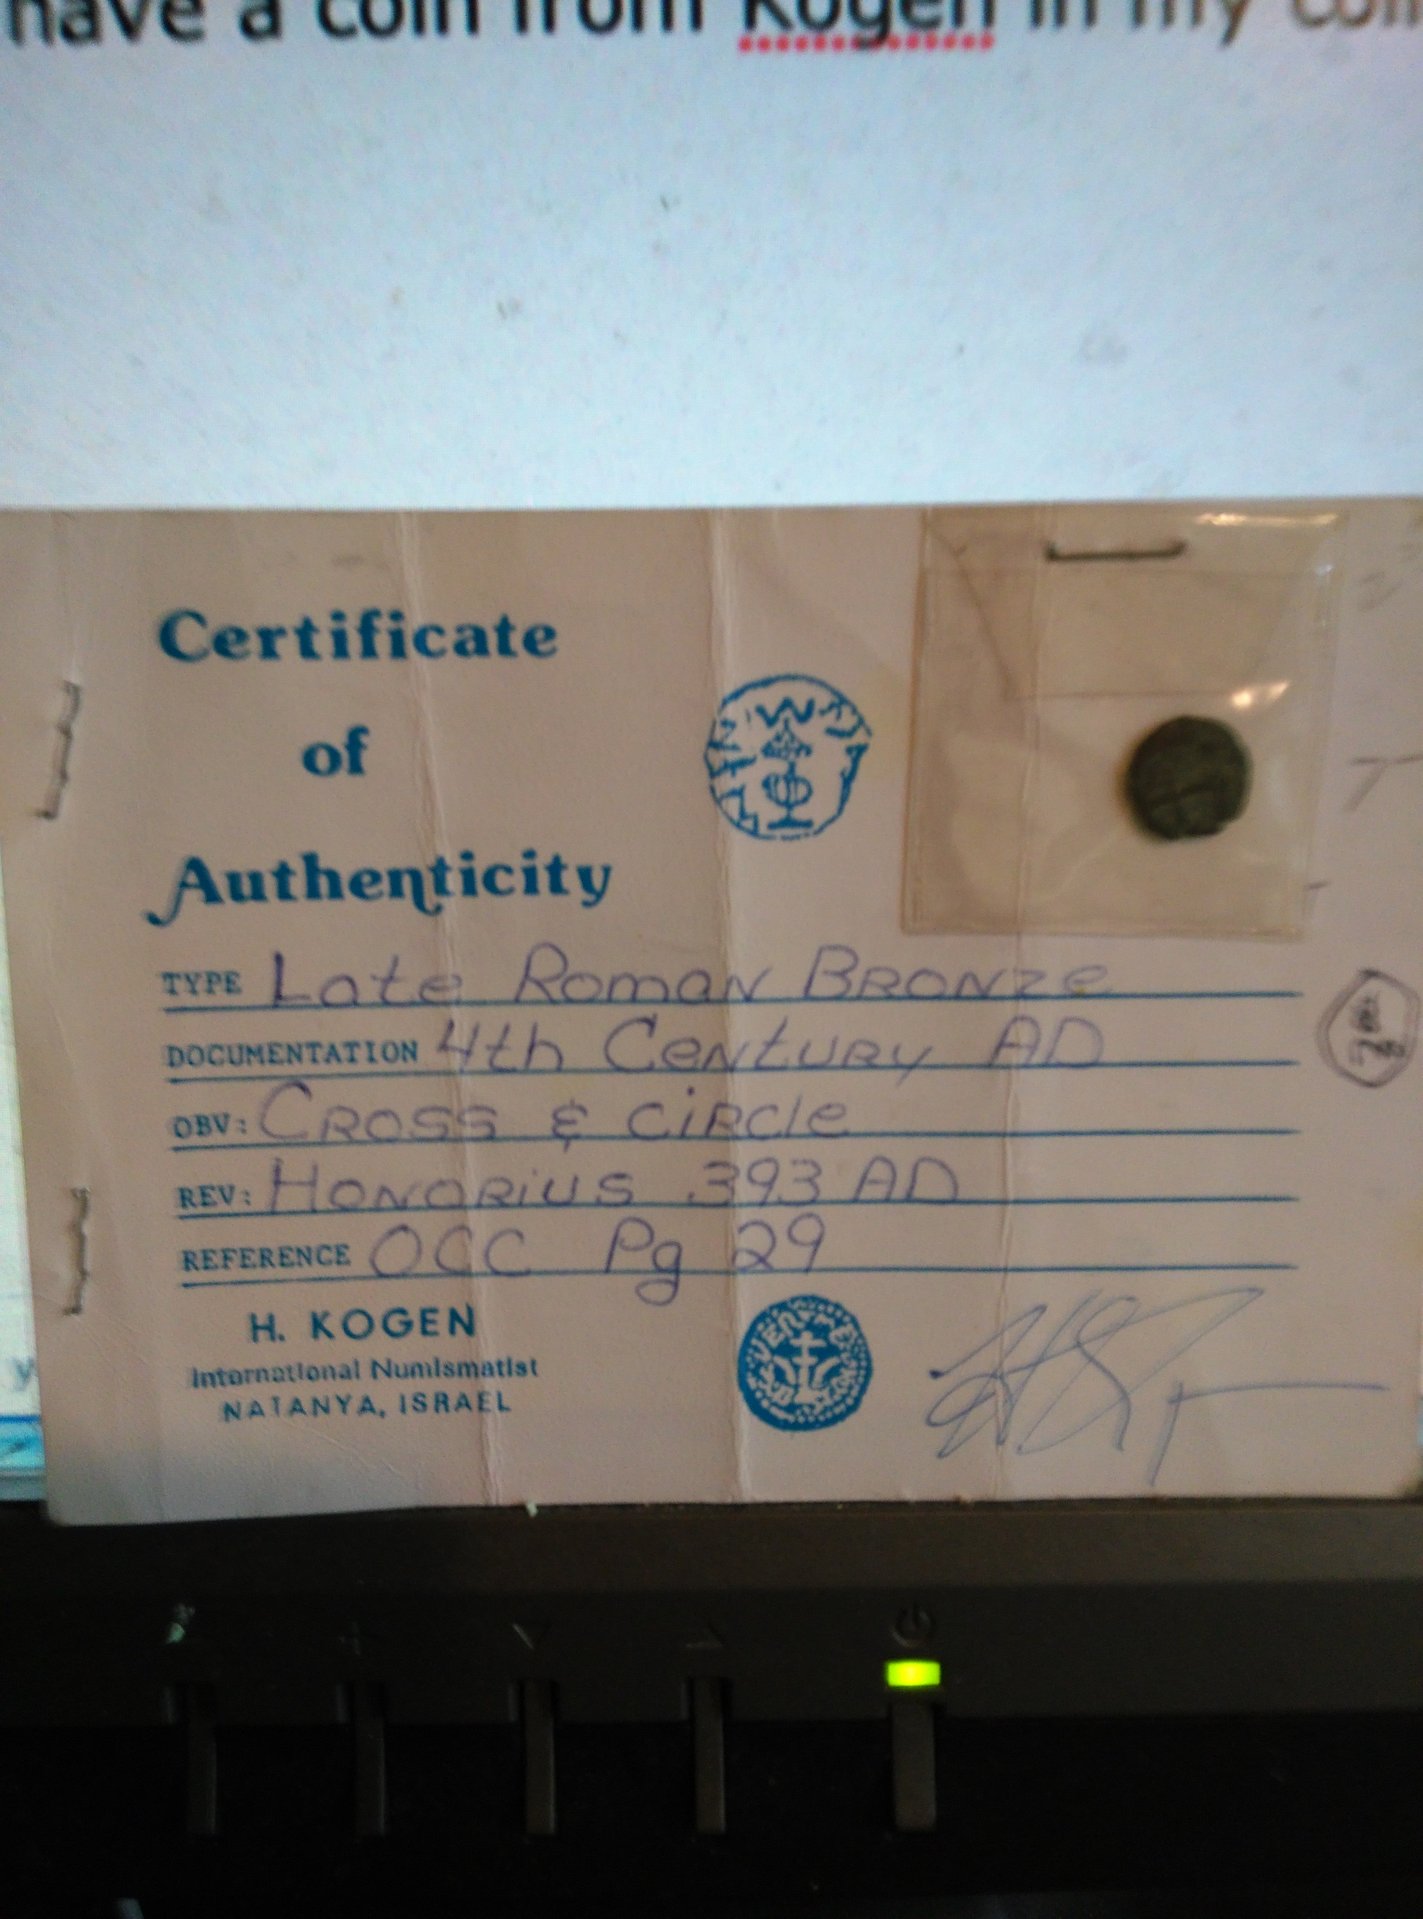 have a coin from Kogen in my
Certificate
of
Authenticity
TYPE Late Roman Bronze
DOCUMENTATION 4th Century AD
OBV: Cross & Circle
REV: Honorius 393 AD
REFERENCE OCC Pg 29
H. KOGEN
International Numismatist
NATANYA, ISRAEL